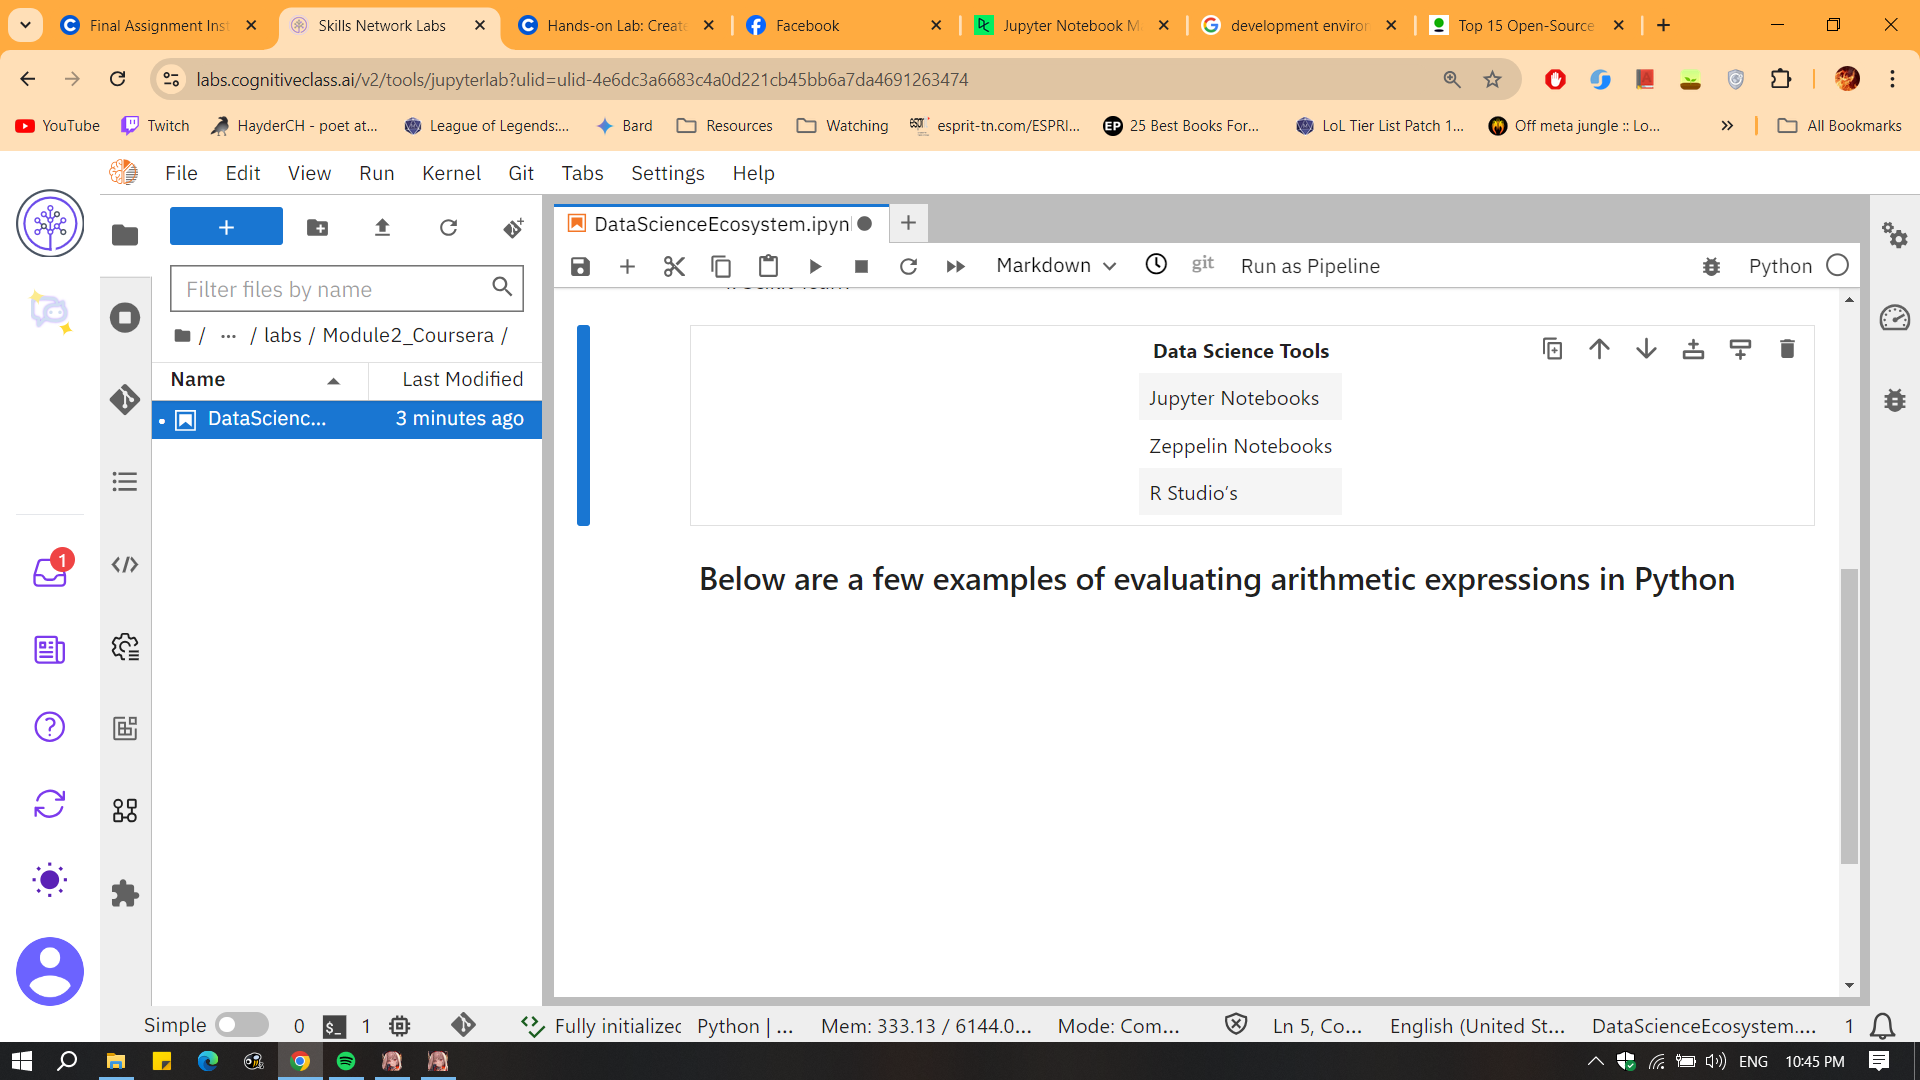 Final Assignment Inst
Skills Network Labs
Hands-on Lab: Create
Facebook
Jupyter Notebook M
development environ
Top 15 Open-Source
labs.cognitiveclass.ai/v2/tools/jupyterlab?ulid=ulid-4e6dc3a6683c4a0d221cb45bb6a7da4691263474
YouTube
Twitch
HayderCH - poet at...
League of Legends:...
Bard
Resources
Watching
esprit-tn.com/ESPRI...
25 Best Books For...
LoL Tier List Patch 1...
Off meta jungle :: Lo...
All Bookmarks
File Edit View Run Kernel Git Tabs Settings Help
DataScienceEcosystem.ipyn
Filter files by name
Markdown
git
Run as Pipeline
Python
/ ··· / labs / Module2_Coursera /
Name
Last Modified
DataScienc...
3 minutes ago
Data Science Tools
Jupyter Notebooks
Zeppelin Notebooks
R Studio's
Below are a few examples of evaluating arithmetic expressions in Python
1
Simple
0
$_
1
Fully initialized
Python | ...
Mem: 333.13 / 6144.0...
Mode: Com...
Ln 5, Co...
English (United St...
DataScienceEcosystem....
1
ENG
10:45 PM